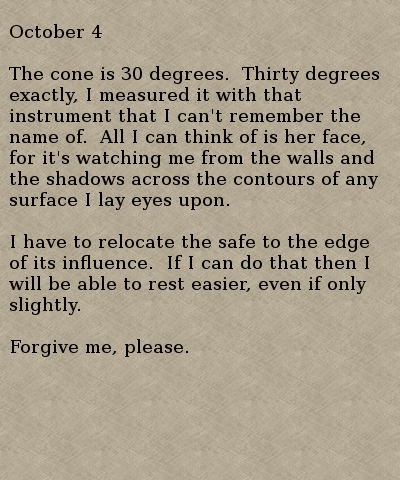 October 4
The cone is 30 degrees.  Thirty degrees
exactly, I measured it with that
instrument that I can't remember the
name of.  All I can think of is her face,
for it's watching me from the walls and
the shadows across the contours of any
surface I lay eyes upon.
I have to relocate the safe to the edge
of its influence.  If I can do that then I
will be able to rest easier, even if only
slightly.
Forgive me, please.